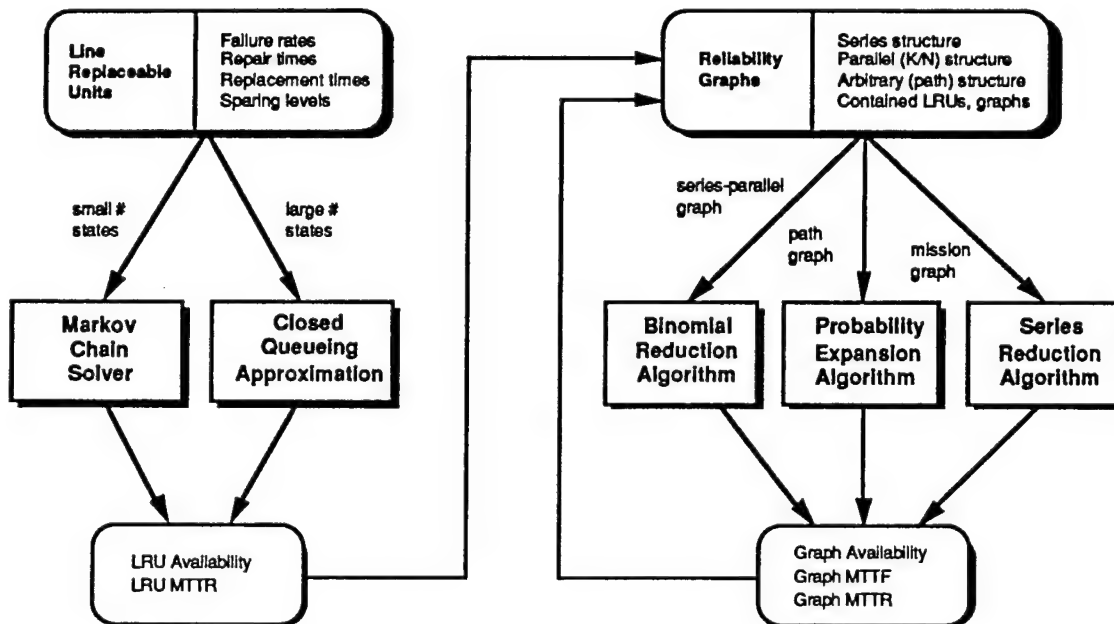 Line
Replaceable
Units
Failure rates
Repair times
Replacement times
Sparing levels
Reliability
Graphs
Series structure
Parallel (K/N) structure
Arbitrary (path) structure
Contained LRUs, graphs
small #
states
large #
states
series-parallel
graph
path
graph
mission
graph
Markov
Chain
Solver
Closed
Queueing
Approximation
Binomial
Reduction
Algorithm
Probability
Expansion
Algorithm
Series
Reduction
Algorithm
LRU Availability
LRU MTTR
Graph Availability
Graph MTTF
Graph MTTR